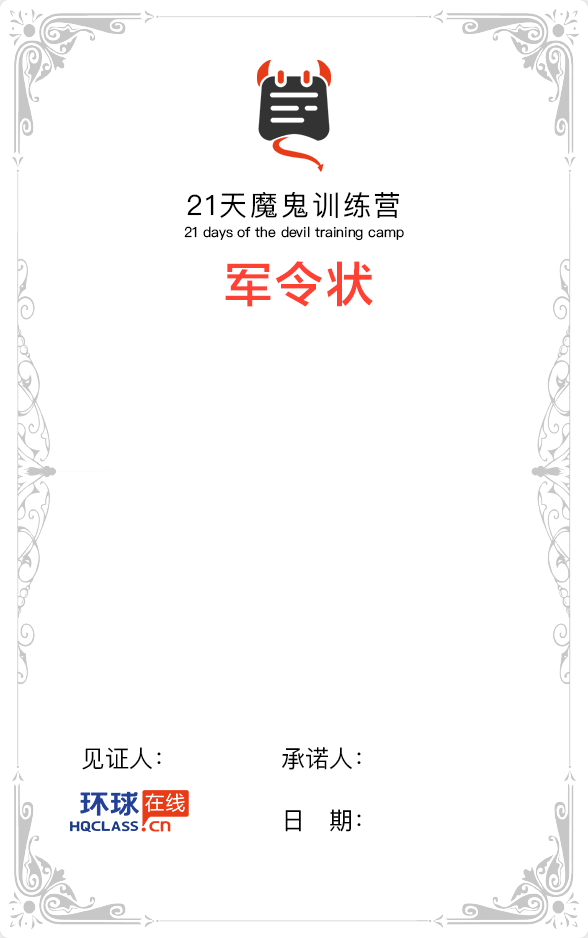 21天魔鬼训练营
21 days of the devil training camp
军令状
见证人：
承诺人：
环球在线
HQCLASS.cn
日　期：